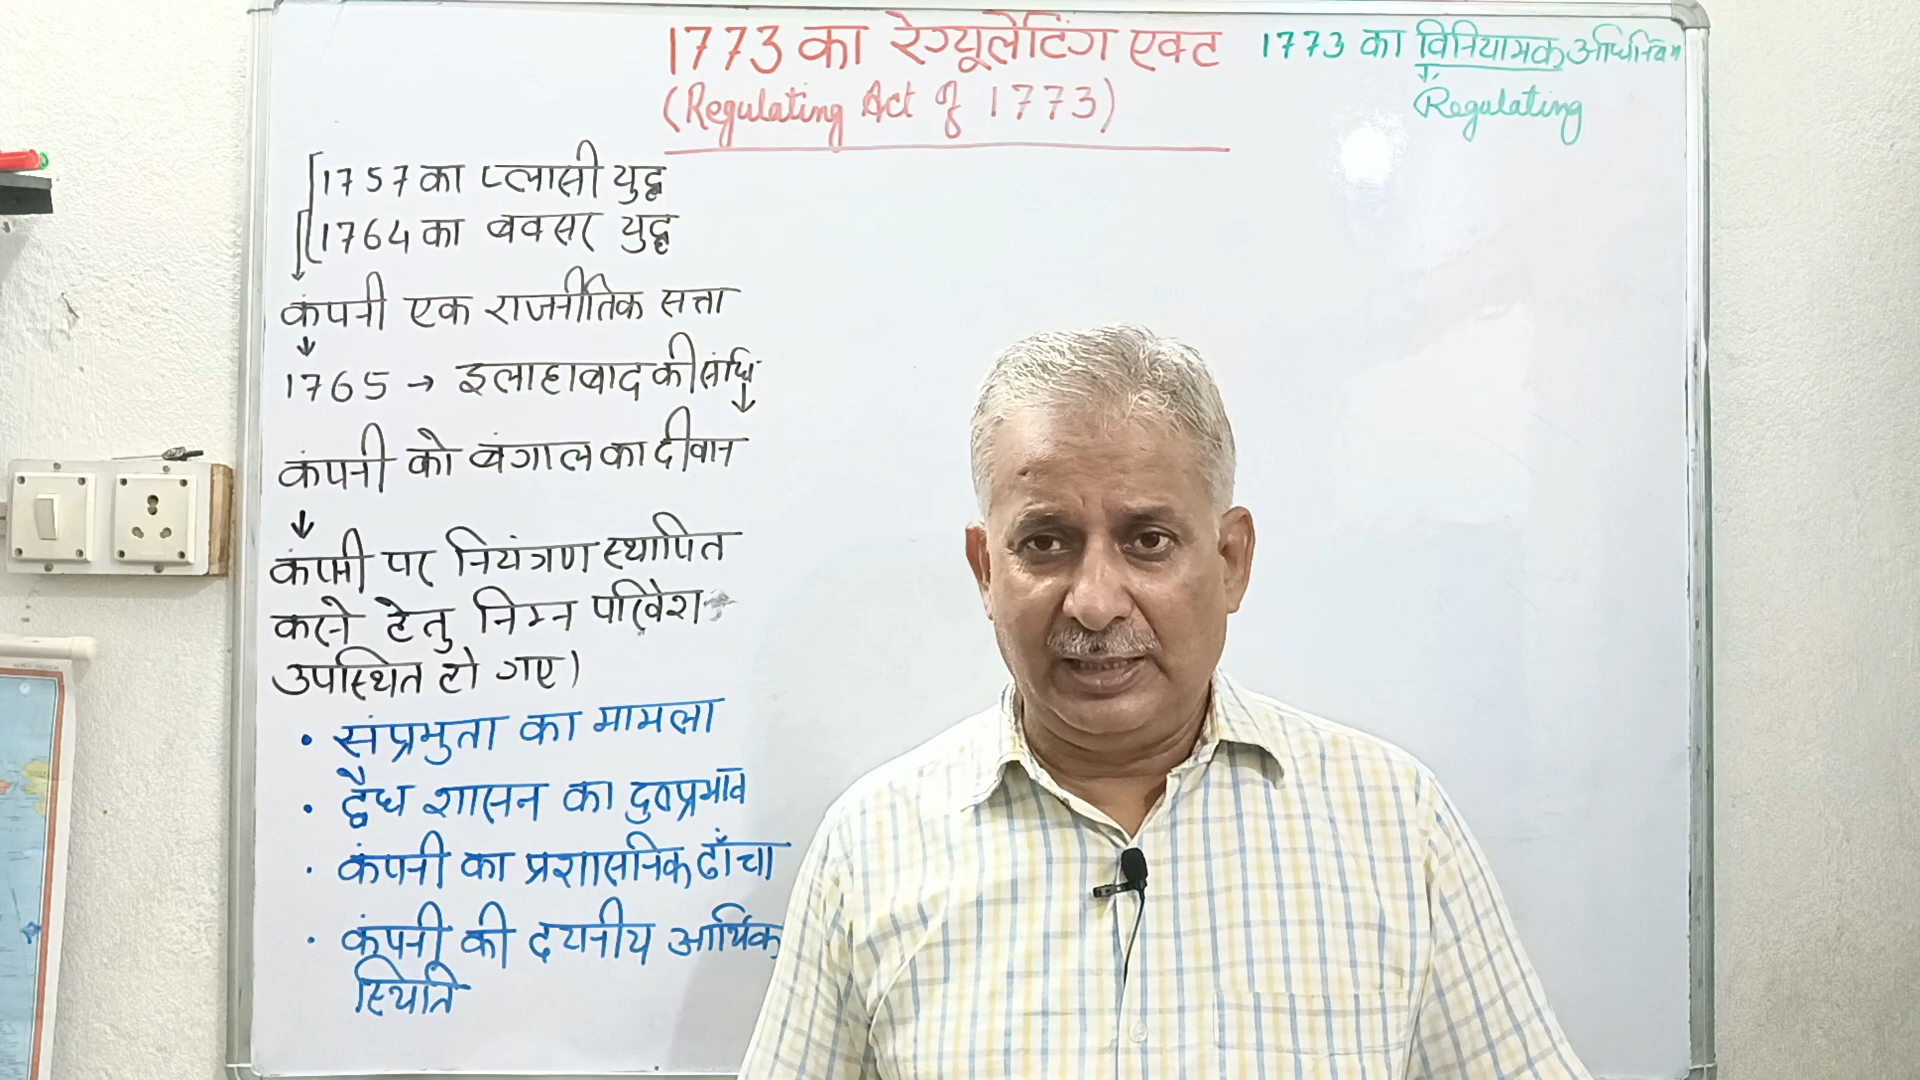 1773 का रेग्यूलेटिंग एक्ट
(Regulating Act of 1773)
1773 का विनियामक अधिनियम
Regulating
1757 का प्लासी युद्ध
1764 का बक्सर युद्ध
कंपनी एक राजनीतिक सत्ता
1765 → इलाहाबाद की संधि
कंपनी को बंगाल का दीवान
कंपनी पर नियंत्रण स्थापित
करने हेतु निम्न परिवेश
उपस्थित हो गए)
• संप्रभुता का मामला
• द्वैध शासन का दुष्प्रभाव
• कंपनी का प्रशासनिक ढाँचा
• कंपनी की दयनीय आर्थिक
स्थिति